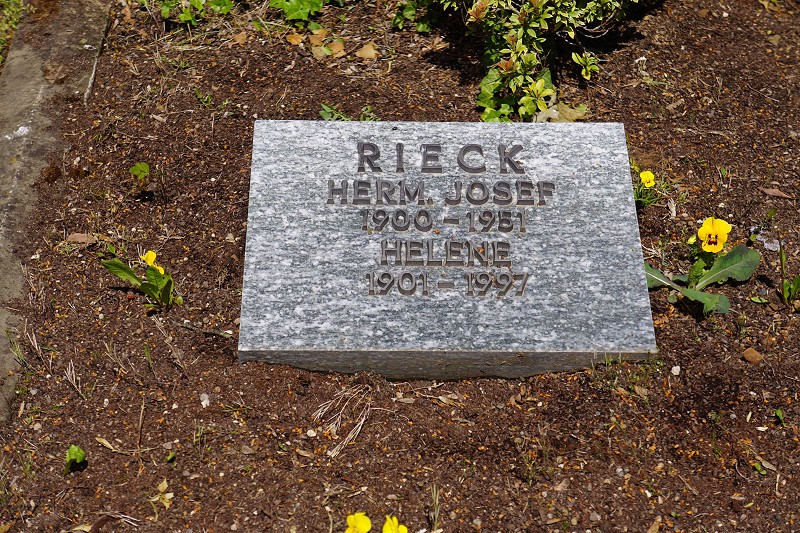 RIECK
HERM. JOSEF
1900 - 1951
HELENE
1901 - 1997